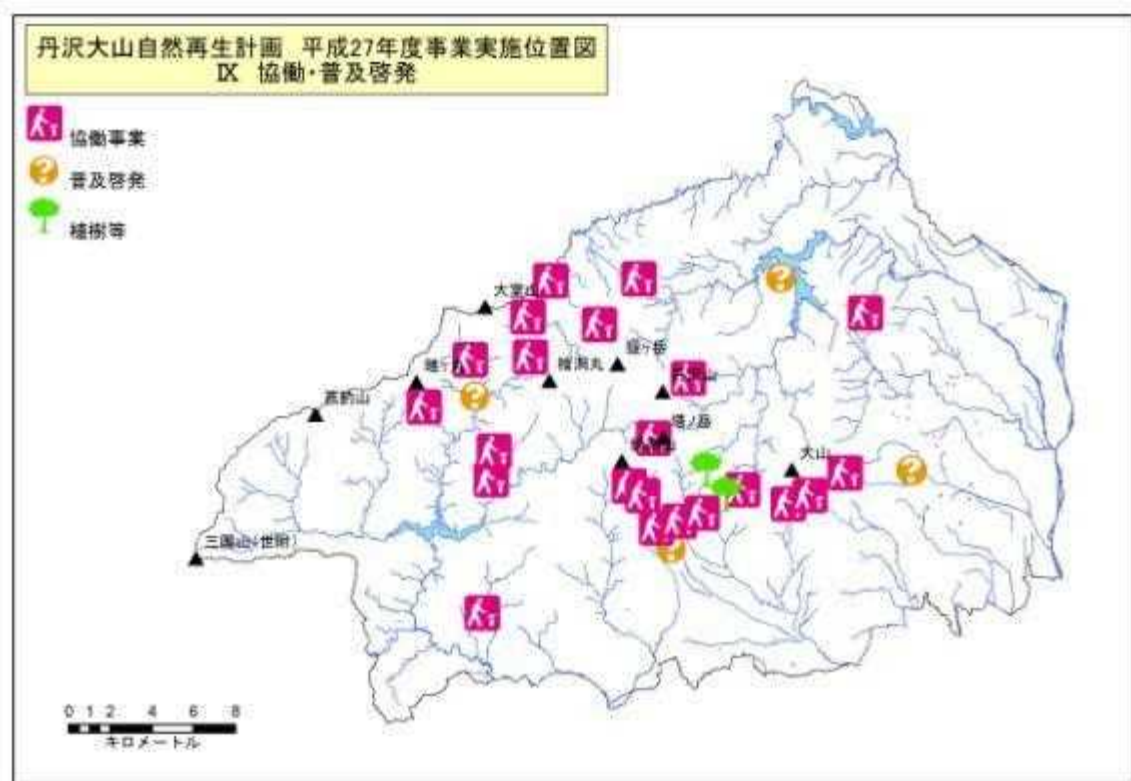 丹沢大山自然再生計画 平成27年度事業実施位置図
Ⅸ 協働・普及啓発
協働事業
普及啓発
植樹等
大室山
檜洞丸
蛭ヶ岳
菰釣山
塔ノ岳
大山
三国山(世附)
0 1 2 4 6 8
キロメートル